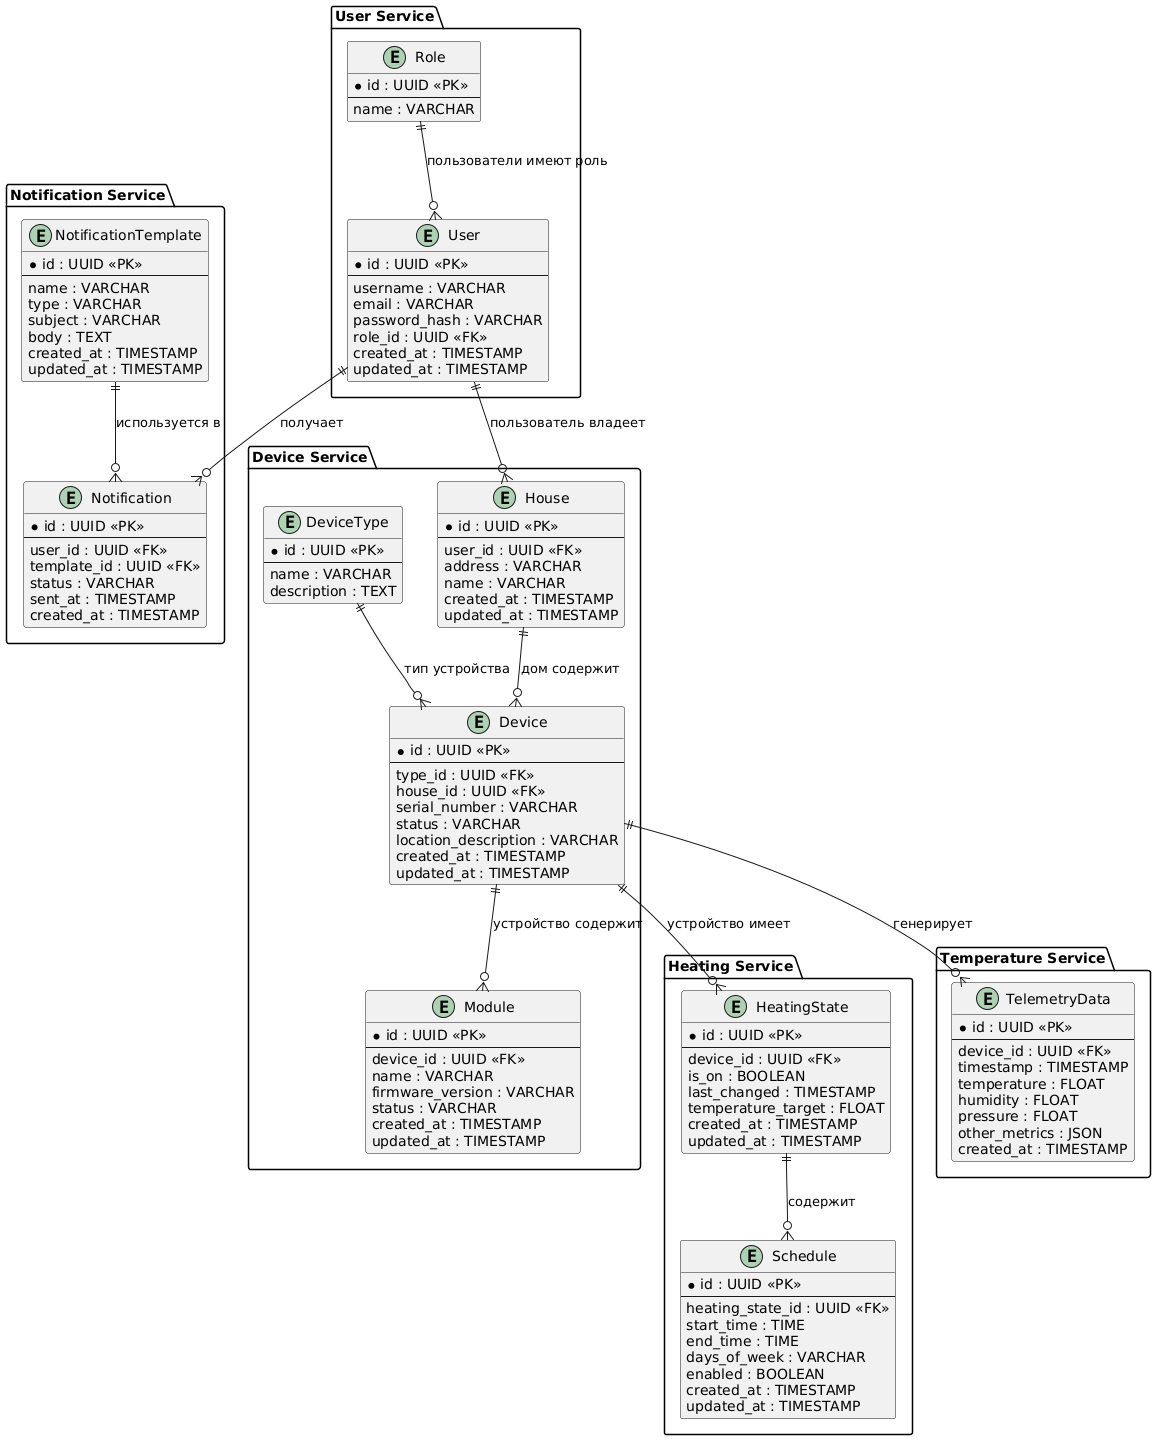 User Service
Role
* id : UUID «PK»
name : VARCHAR
пользователи имеют роль
User
* id : UUID «PK»
username : VARCHAR
email : VARCHAR
password_hash : VARCHAR
role_id : UUID «FK»
created_at : TIMESTAMP
updated_at : TIMESTAMP
Notification Service
NotificationTemplate
* id : UUID «PK»
name : VARCHAR
type : VARCHAR
subject : VARCHAR
body : TEXT
created_at : TIMESTAMP
updated_at : TIMESTAMP
используется в
получает
пользователь владеет
Notification
* id : UUID «PK»
user_id : UUID «FK»
template_id : UUID «FK»
status : VARCHAR
sent_at : TIMESTAMP
created_at : TIMESTAMP
Device Service
DeviceType
* id : UUID «PK»
name : VARCHAR
description : TEXT
House
* id : UUID «PK»
user_id : UUID «FK»
address : VARCHAR
name : VARCHAR
created_at : TIMESTAMP
updated_at : TIMESTAMP
тип устройства
дом содержит
Device
* id : UUID «PK»
type_id : UUID «FK»
house_id : UUID «FK»
serial_number : VARCHAR
status : VARCHAR
location_description : VARCHAR
created_at : TIMESTAMP
updated_at : TIMESTAMP
устройство содержит
устройство имеет
генерирует
Module
* id : UUID «PK»
device_id : UUID «FK»
name : VARCHAR
firmware_version : VARCHAR
status : VARCHAR
created_at : TIMESTAMP
updated_at : TIMESTAMP
Heating Service
HeatingState
* id : UUID «PK»
device_id : UUID «FK»
is_on : BOOLEAN
last_changed : TIMESTAMP
temperature_target : FLOAT
created_at : TIMESTAMP
updated_at : TIMESTAMP
содержит
Schedule
* id : UUID «PK»
heating_state_id : UUID «FK»
start_time : TIME
end_time : TIME
days_of_week : VARCHAR
enabled : BOOLEAN
created_at : TIMESTAMP
updated_at : TIMESTAMP
Temperature Service
TelemetryData
* id : UUID «PK»
device_id : UUID «FK»
timestamp : TIMESTAMP
temperature : FLOAT
humidity : FLOAT
pressure : FLOAT
other_metrics : JSON
created_at : TIMESTAMP